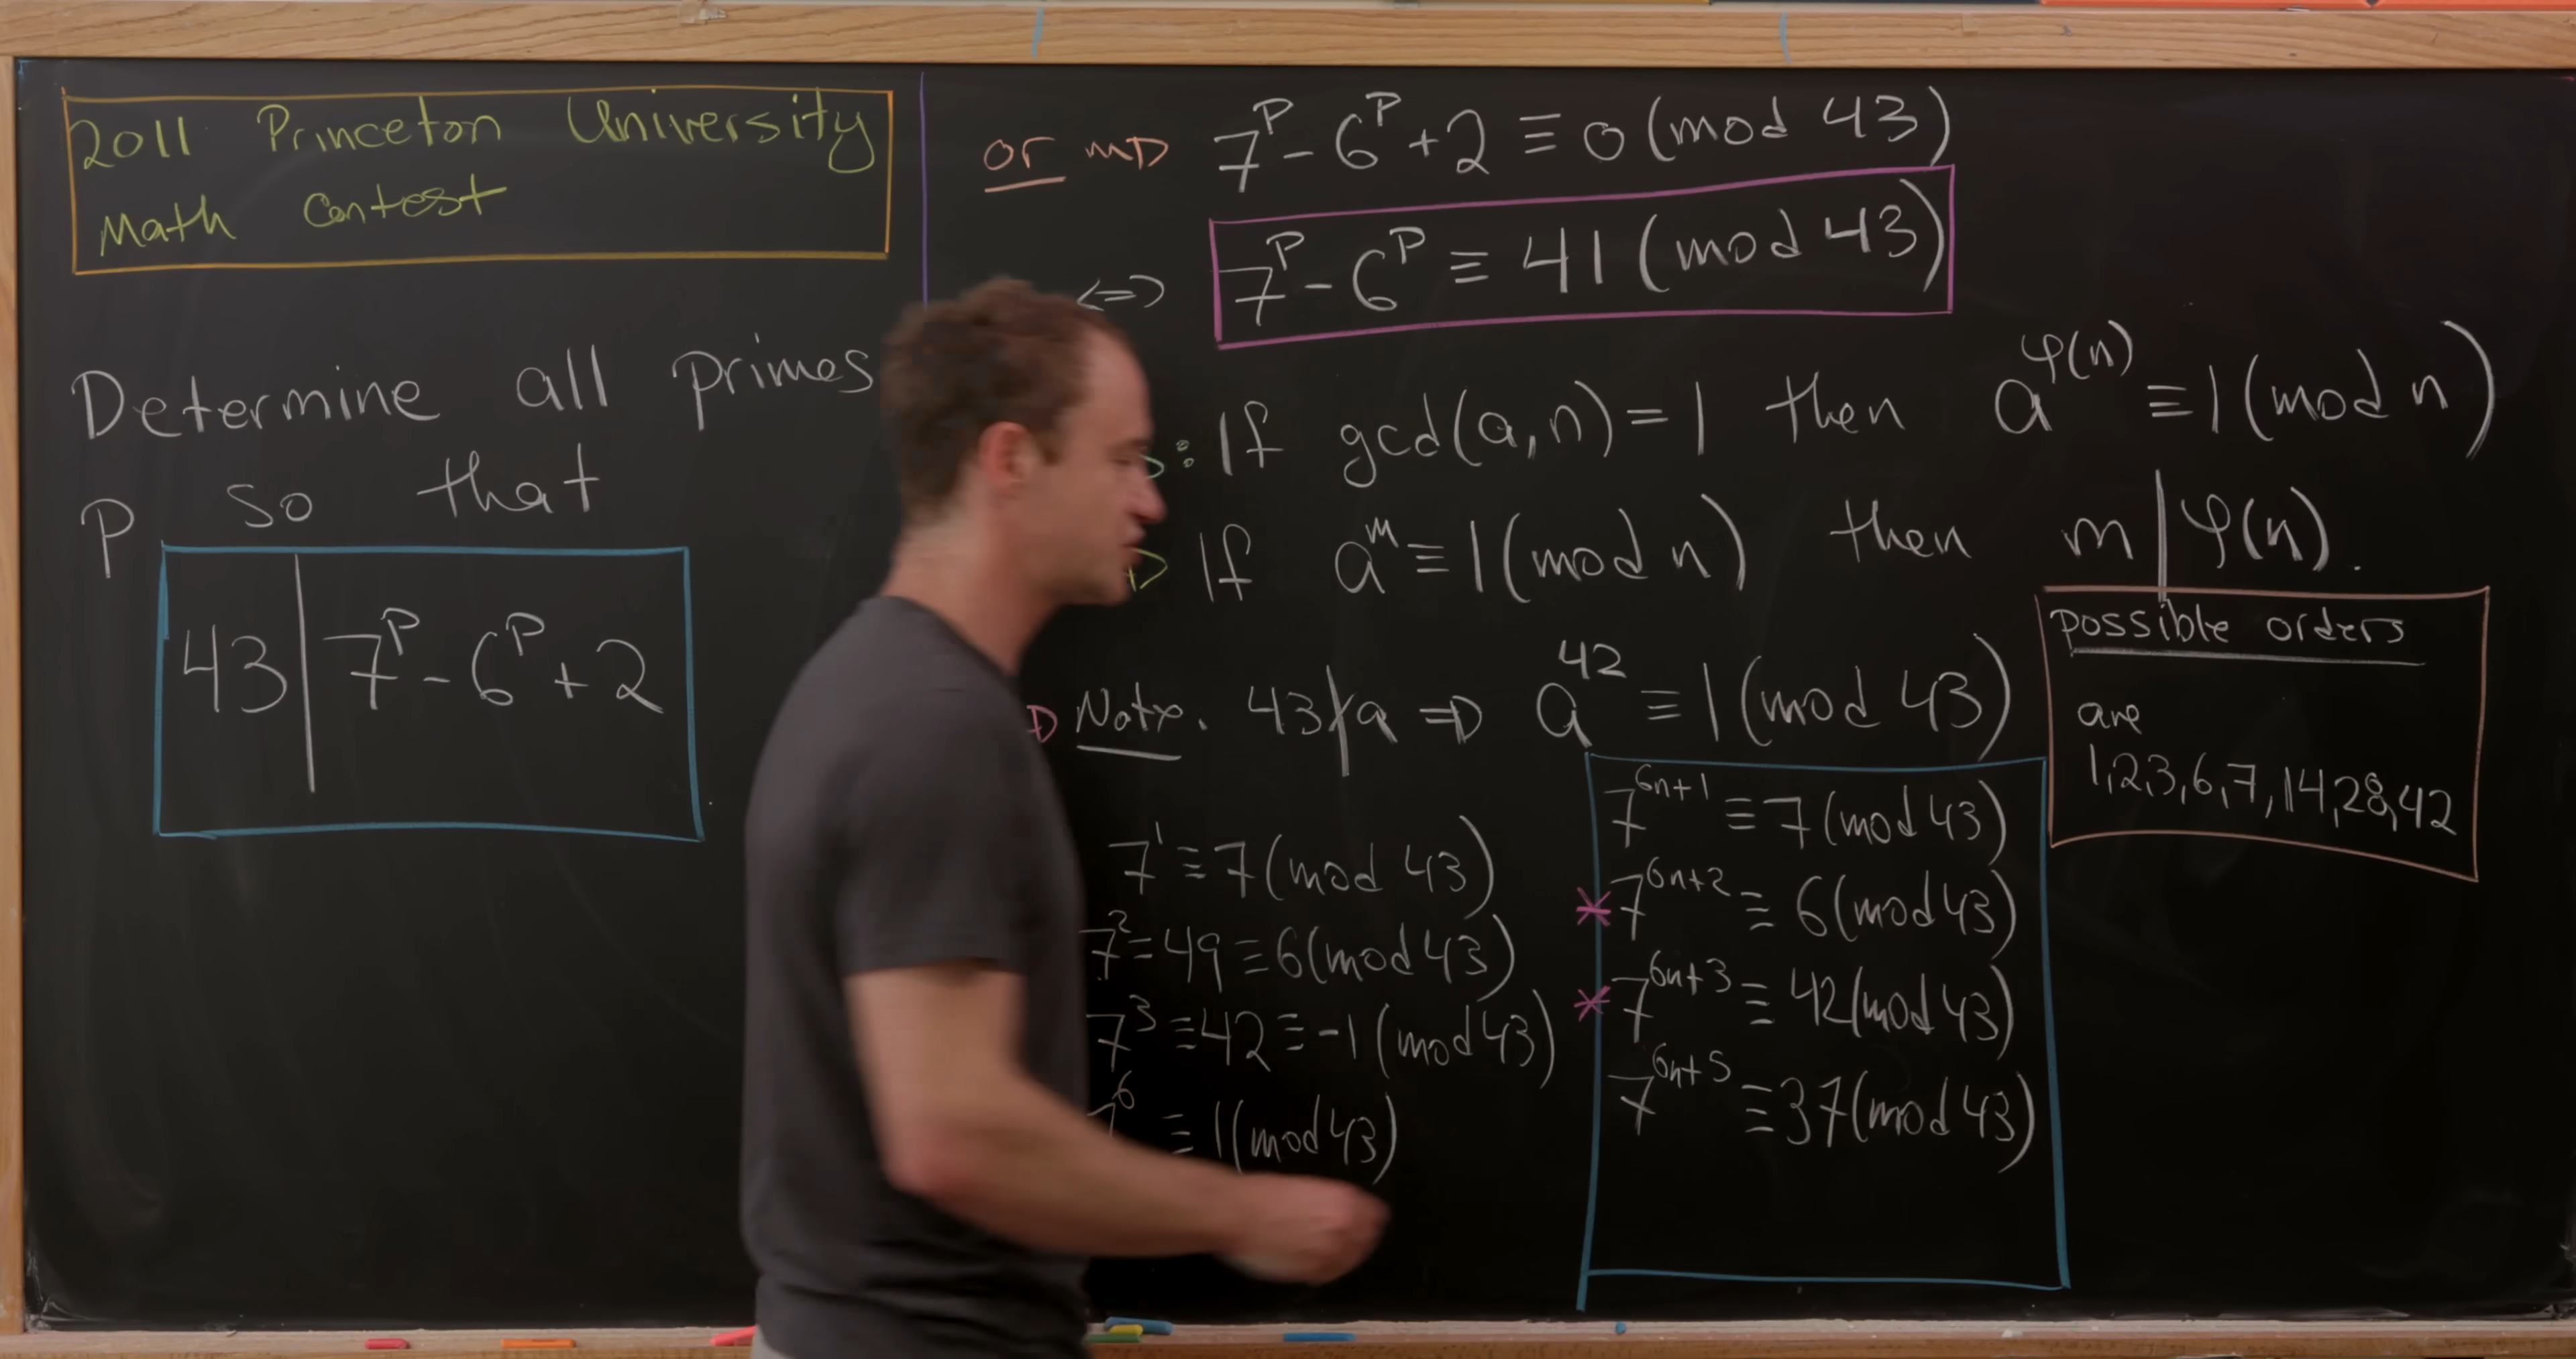 2011 Princeton University
Math Contest
Determine all primes
P so that
43 | 7^P - 6^P + 2
or ⇒ 7^P - 6^P + 2 ≡ 0 (mod 43)
<=> 7^P - 6^P ≡ 41 (mod 43)
: If gcd(a,n) = 1 then a^φ(n) ≡ 1 (mod n)
If a^m ≡ 1 (mod n) then m | φ(n).
Note. 43∤a ⇒ a^42 ≡ 1 (mod 43)
possible orders
are
1,2,3,6,7,14,28,42
7^1 ≡ 7 (mod 43)
7^2 = 49 ≡ 6 (mod 43)
7^3 ≡ 42 ≡ -1 (mod 43)
^6 ≡ 1 (mod 43)
7^6n+1 ≡ 7 (mod 43)
* 7^6n+2 ≡ 6 (mod 43)
* 7^6n+3 ≡ 42 (mod 43)
7^6n+5 ≡ 37 (mod 43)